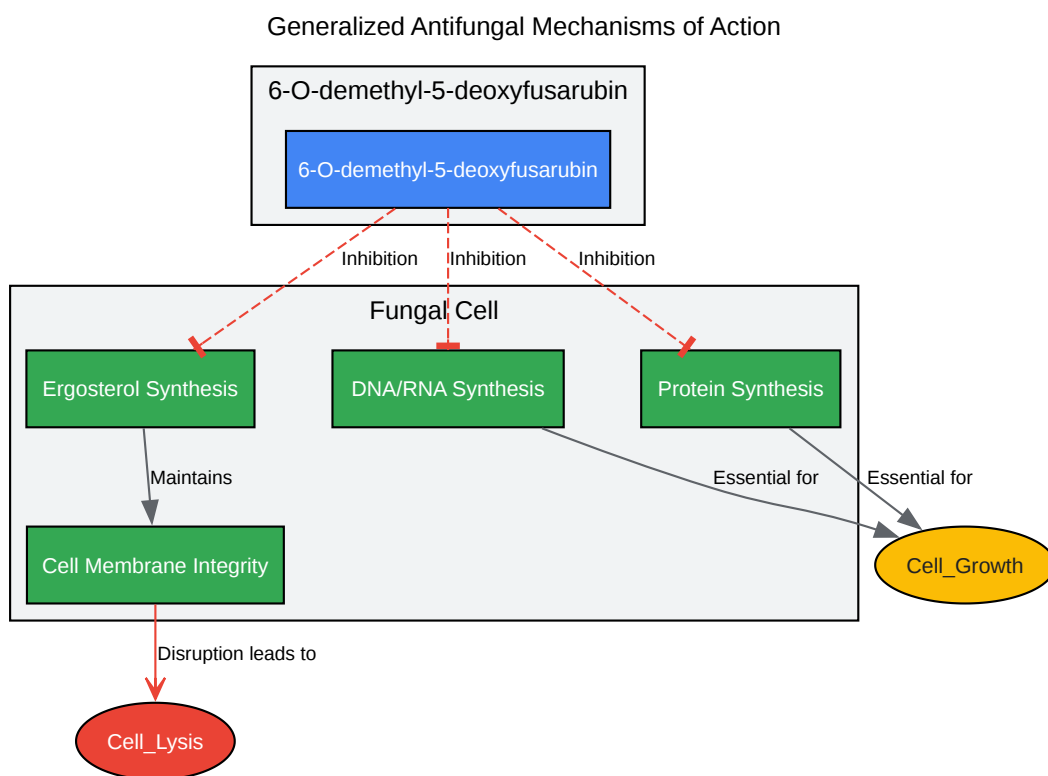 Generalized Antifungal Mechanisms of Action
6-O-demethyl-5-deoxyfusarubin
6-O-demethyl-5-deoxyfusarubin
Inhibition
Inhibition
Inhibition
Fungal Cell
Ergosterol Synthesis
DNA/RNA Synthesis
Protein Synthesis
Maintains
Essential for
Essential for
Cell Membrane Integrity
Cell_Growth
Disruption leads to
Cell_Lysis